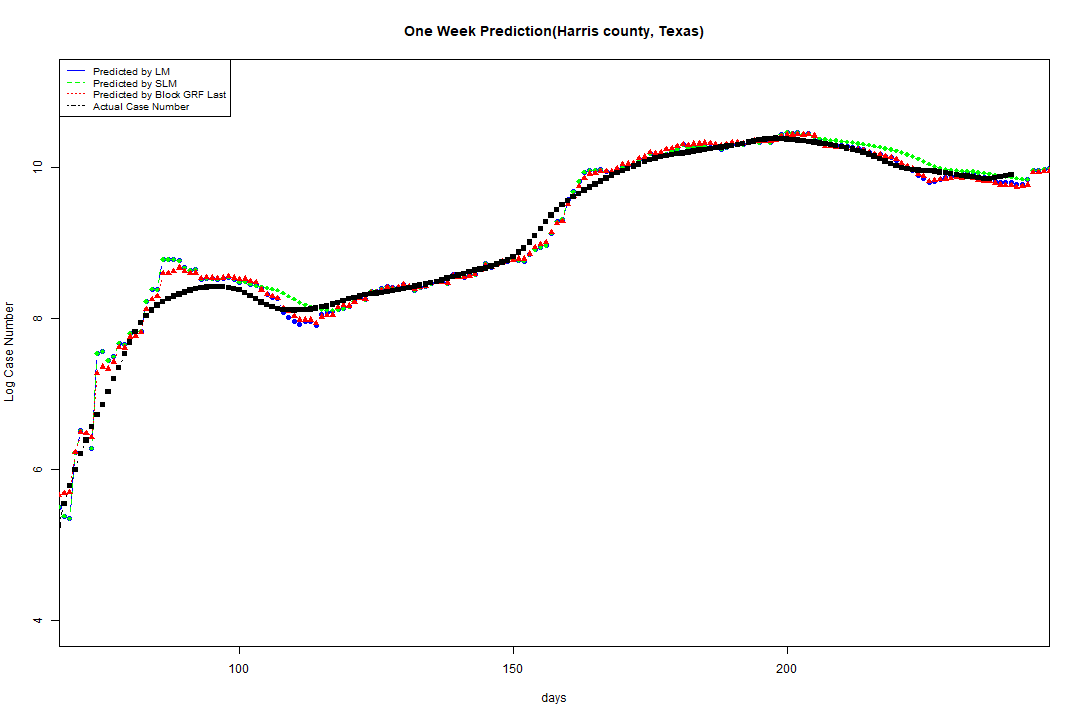 One Week Prediction(Harris county, Texas)
Predicted by LM
Predicted by SLM
Predicted by Block GRF Last
Actual Case Number
Log Case Number
10
8
6
4
100
150
200
days